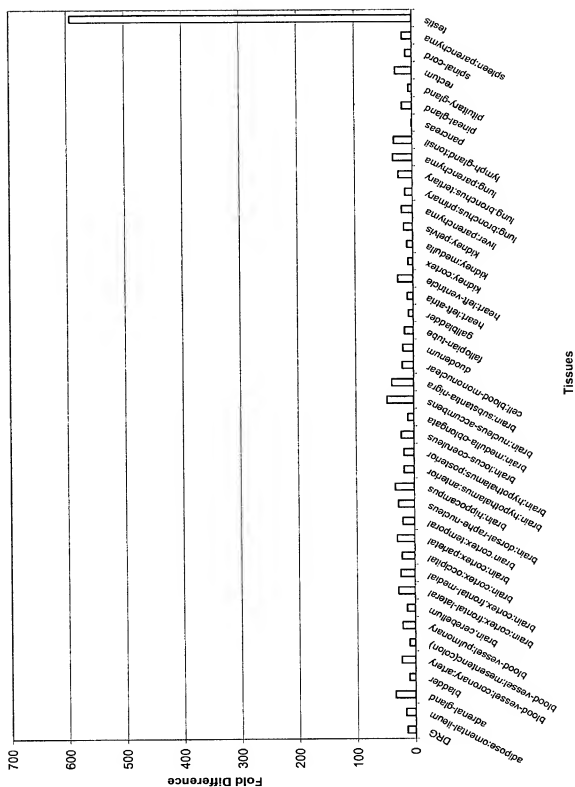 700
600
500
400
300
200
100
0
Fold Difference
DRG
adipose:omental-ileum
adrenal-gland
bladder
blood-vessel:coronary:artery
blood-vessel:mesenteric(colon)
blood-vessel:pulmonary
brain.cerebellum
brain:cortex:frontal-lateral
brain:cortex.frontal-medial
brain:cortex:occipital
brain:cortex:parietal
brain:cortex:temporal
brain:dorsal-raphe-nucleus
brain:hippocampus
brain:hypothalamus:anterior
brain:hypothalamus:posterior
brain:locus-coeruleus
brain:medulla-oblongata
brain:nucleus-accumbens
brain:substantia-nigra
cell:blood-mononuclear
duodenum
fallopian-tube
gallbladder
heart:left-atria
heart:left-ventricle
kidney:cortex
kidney:medulla
kidney:pelvis
liver:parenchyma
lung:bronchus:primary
lung.bronchus:tertiary
lung:parenchyma
lymph-gland:tonsil
pancreas
pineal-gland
pituitary-gland
rectum
spinal-cord
spleen:parenchyma
testis
Tissues